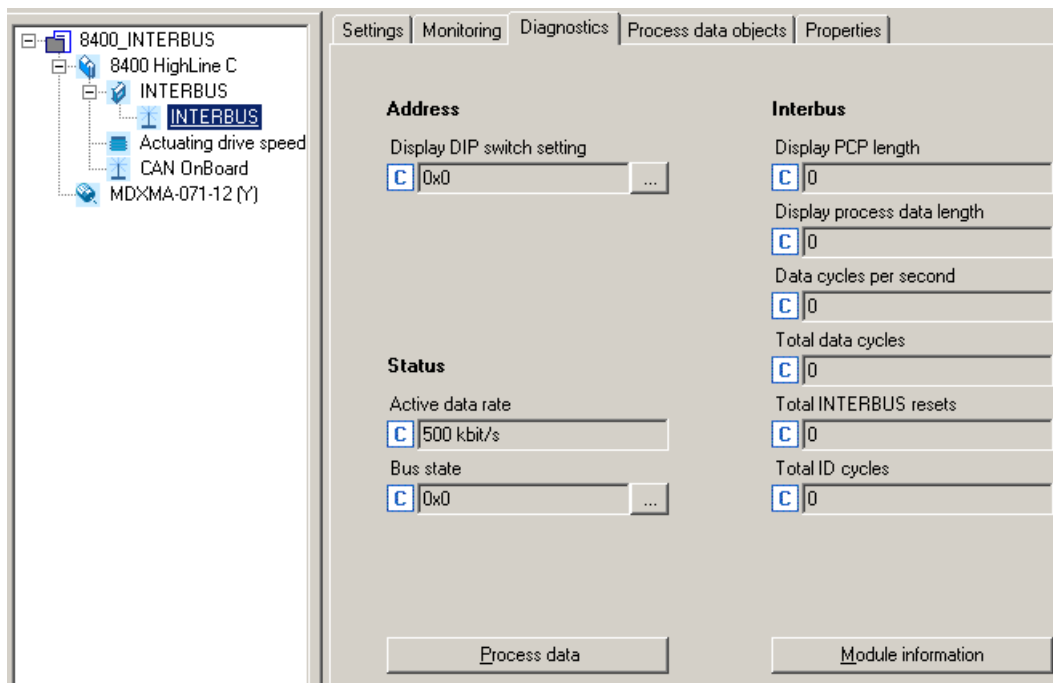 8400_INTERBUS
8400 HighLine C
INTERBUS
INTERBUS
Actuating drive speed
CAN OnBoard
MDXMA-071-12 (Y)
Settings Monitoring Diagnostics Process data objects Properties
Address
Display DIP switch setting
C 0x0 ...
Status
Active data rate
C 500 kbit/s
Bus state
C 0x0 ...
Process data
Interbus
Display PCP length
C 0
Display process data length
C 0
Data cycles per second
C 0
Total data cycles
C 0
Total INTERBUS resets
C 0
Total ID cycles
C 0
Module information